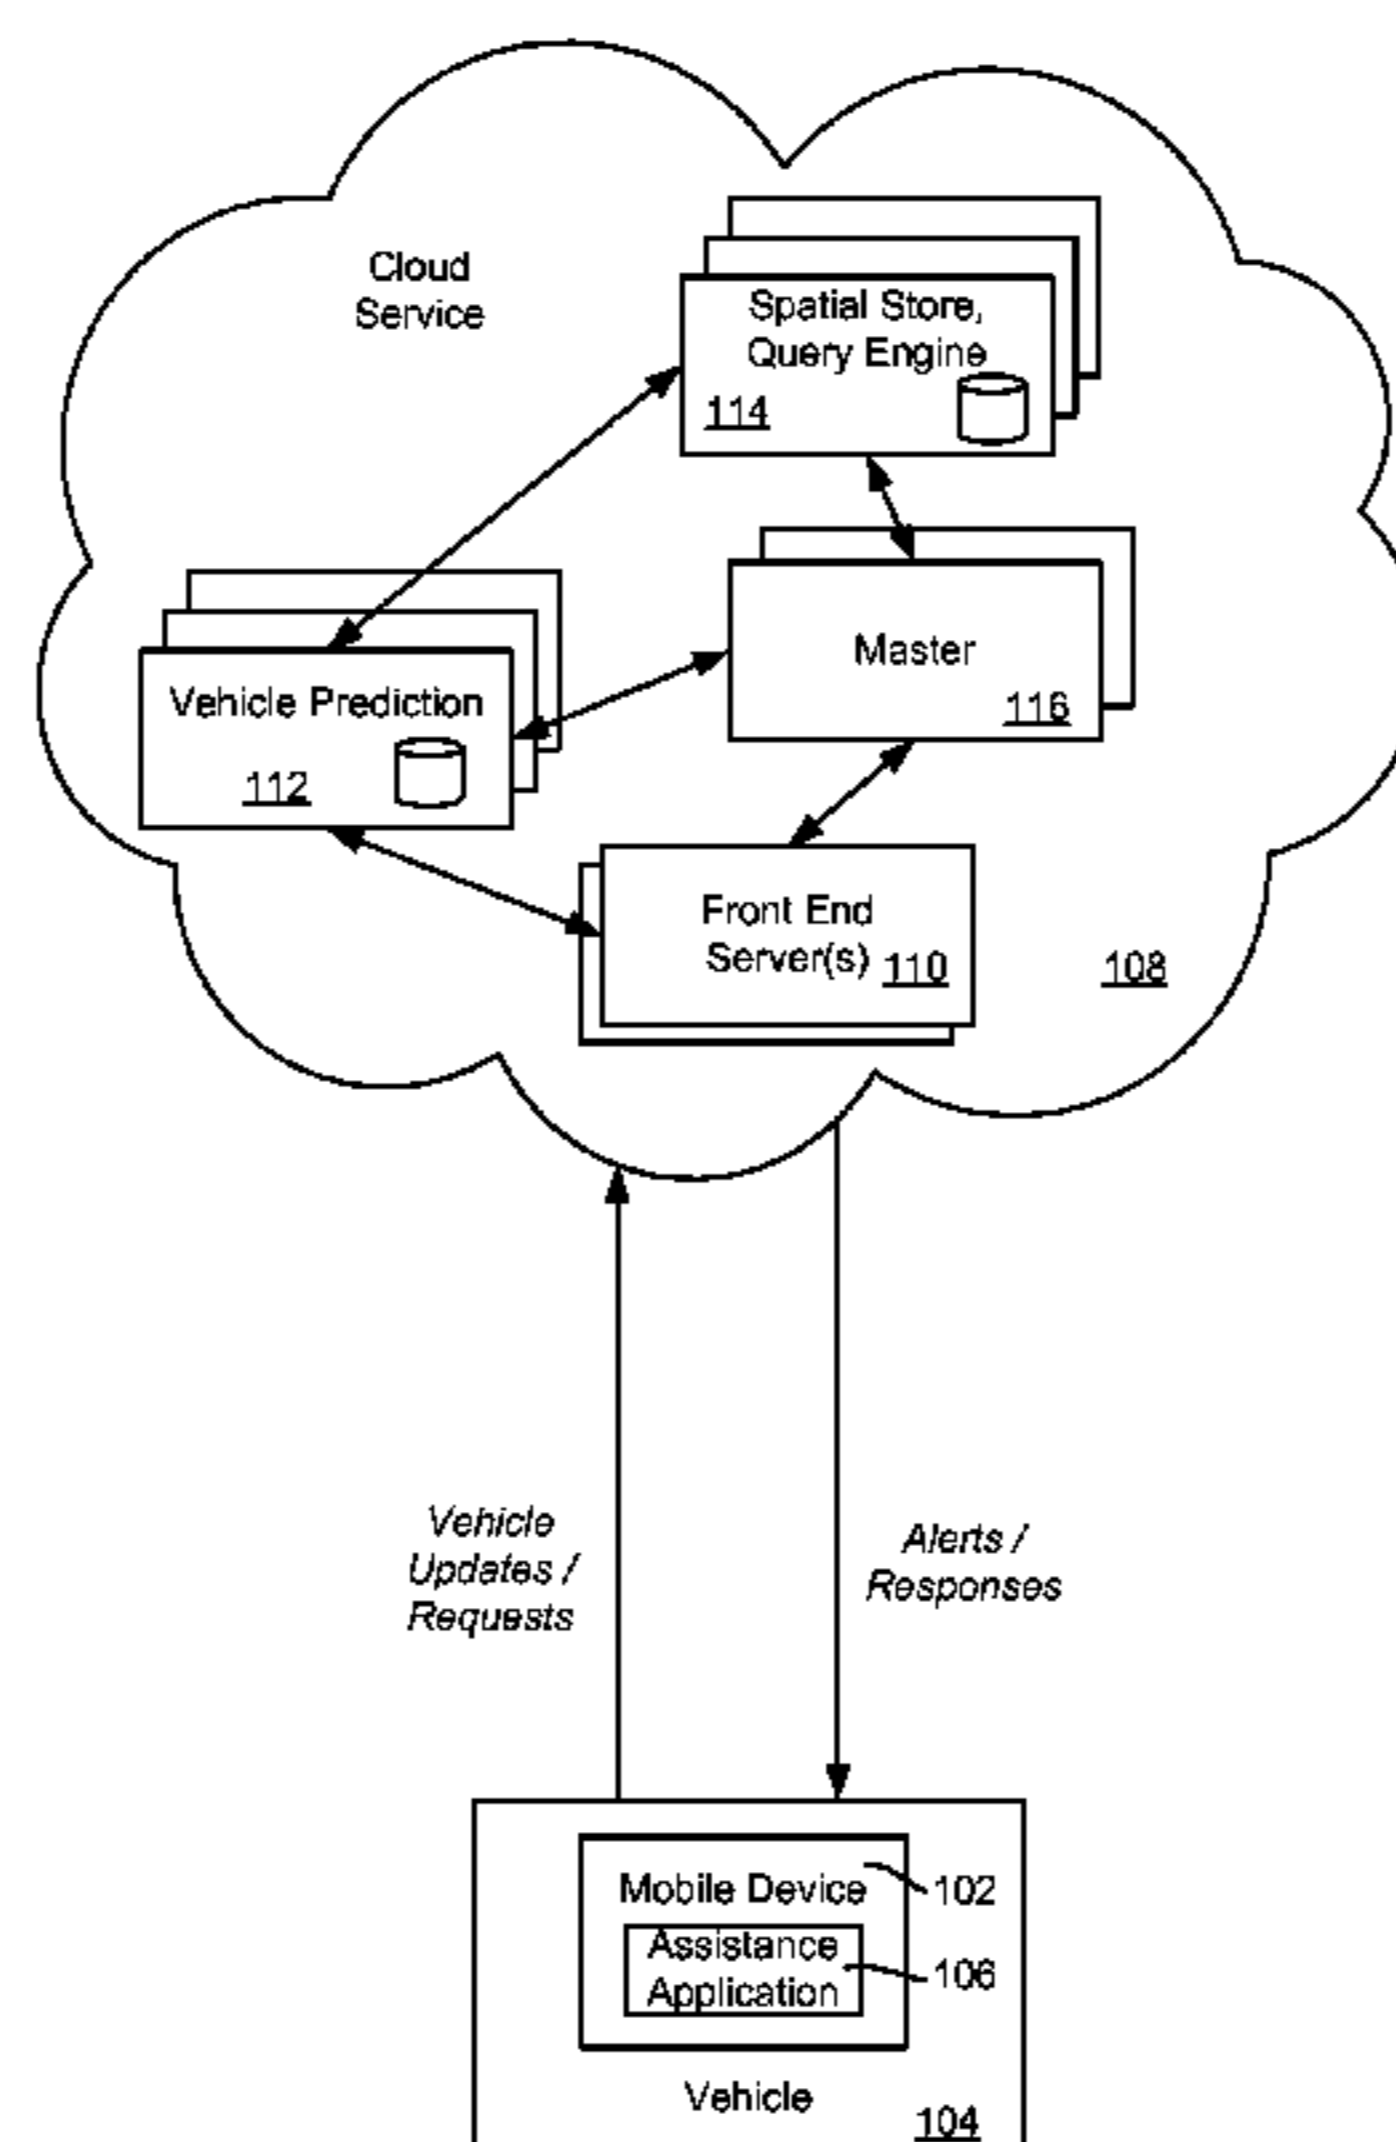 Cloud
Service
Spatial Store,
Query Engine
114
Master
116
Vehicle Prediction
112
Front End
Server(s) 110
108
Vehicle
Updates /
Requests
Alerts /
Responses
Mobile Device
102
Assistance
Application
106
Vehicle
104